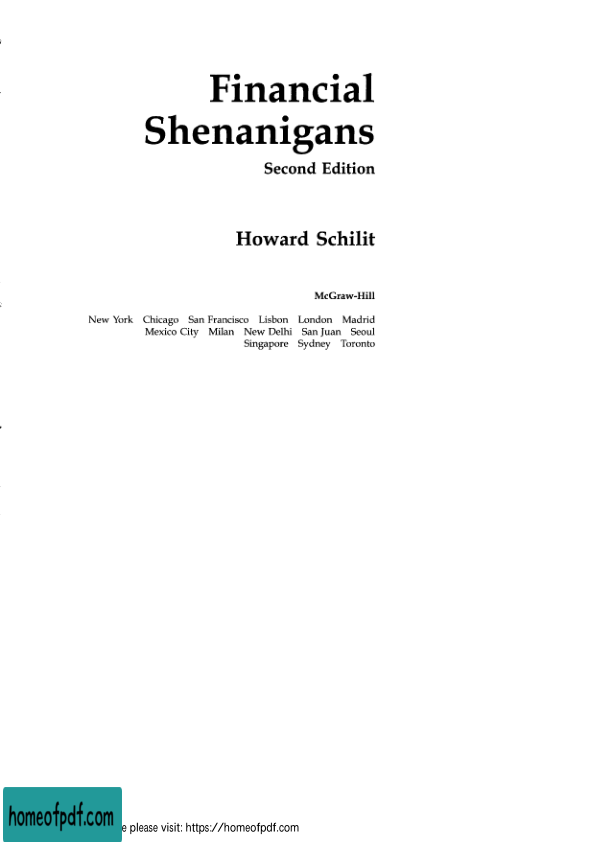 Financial
Shenanigans
Second Edition
Howard Schilit
McGraw-Hill
New York Chicago San Francisco Lisbon London Madrid
Mexico City Milan New Delhi San Juan Seoul
Singapore Sydney Toronto
homeofpdf.com
please visit: https://homeofpdf.com